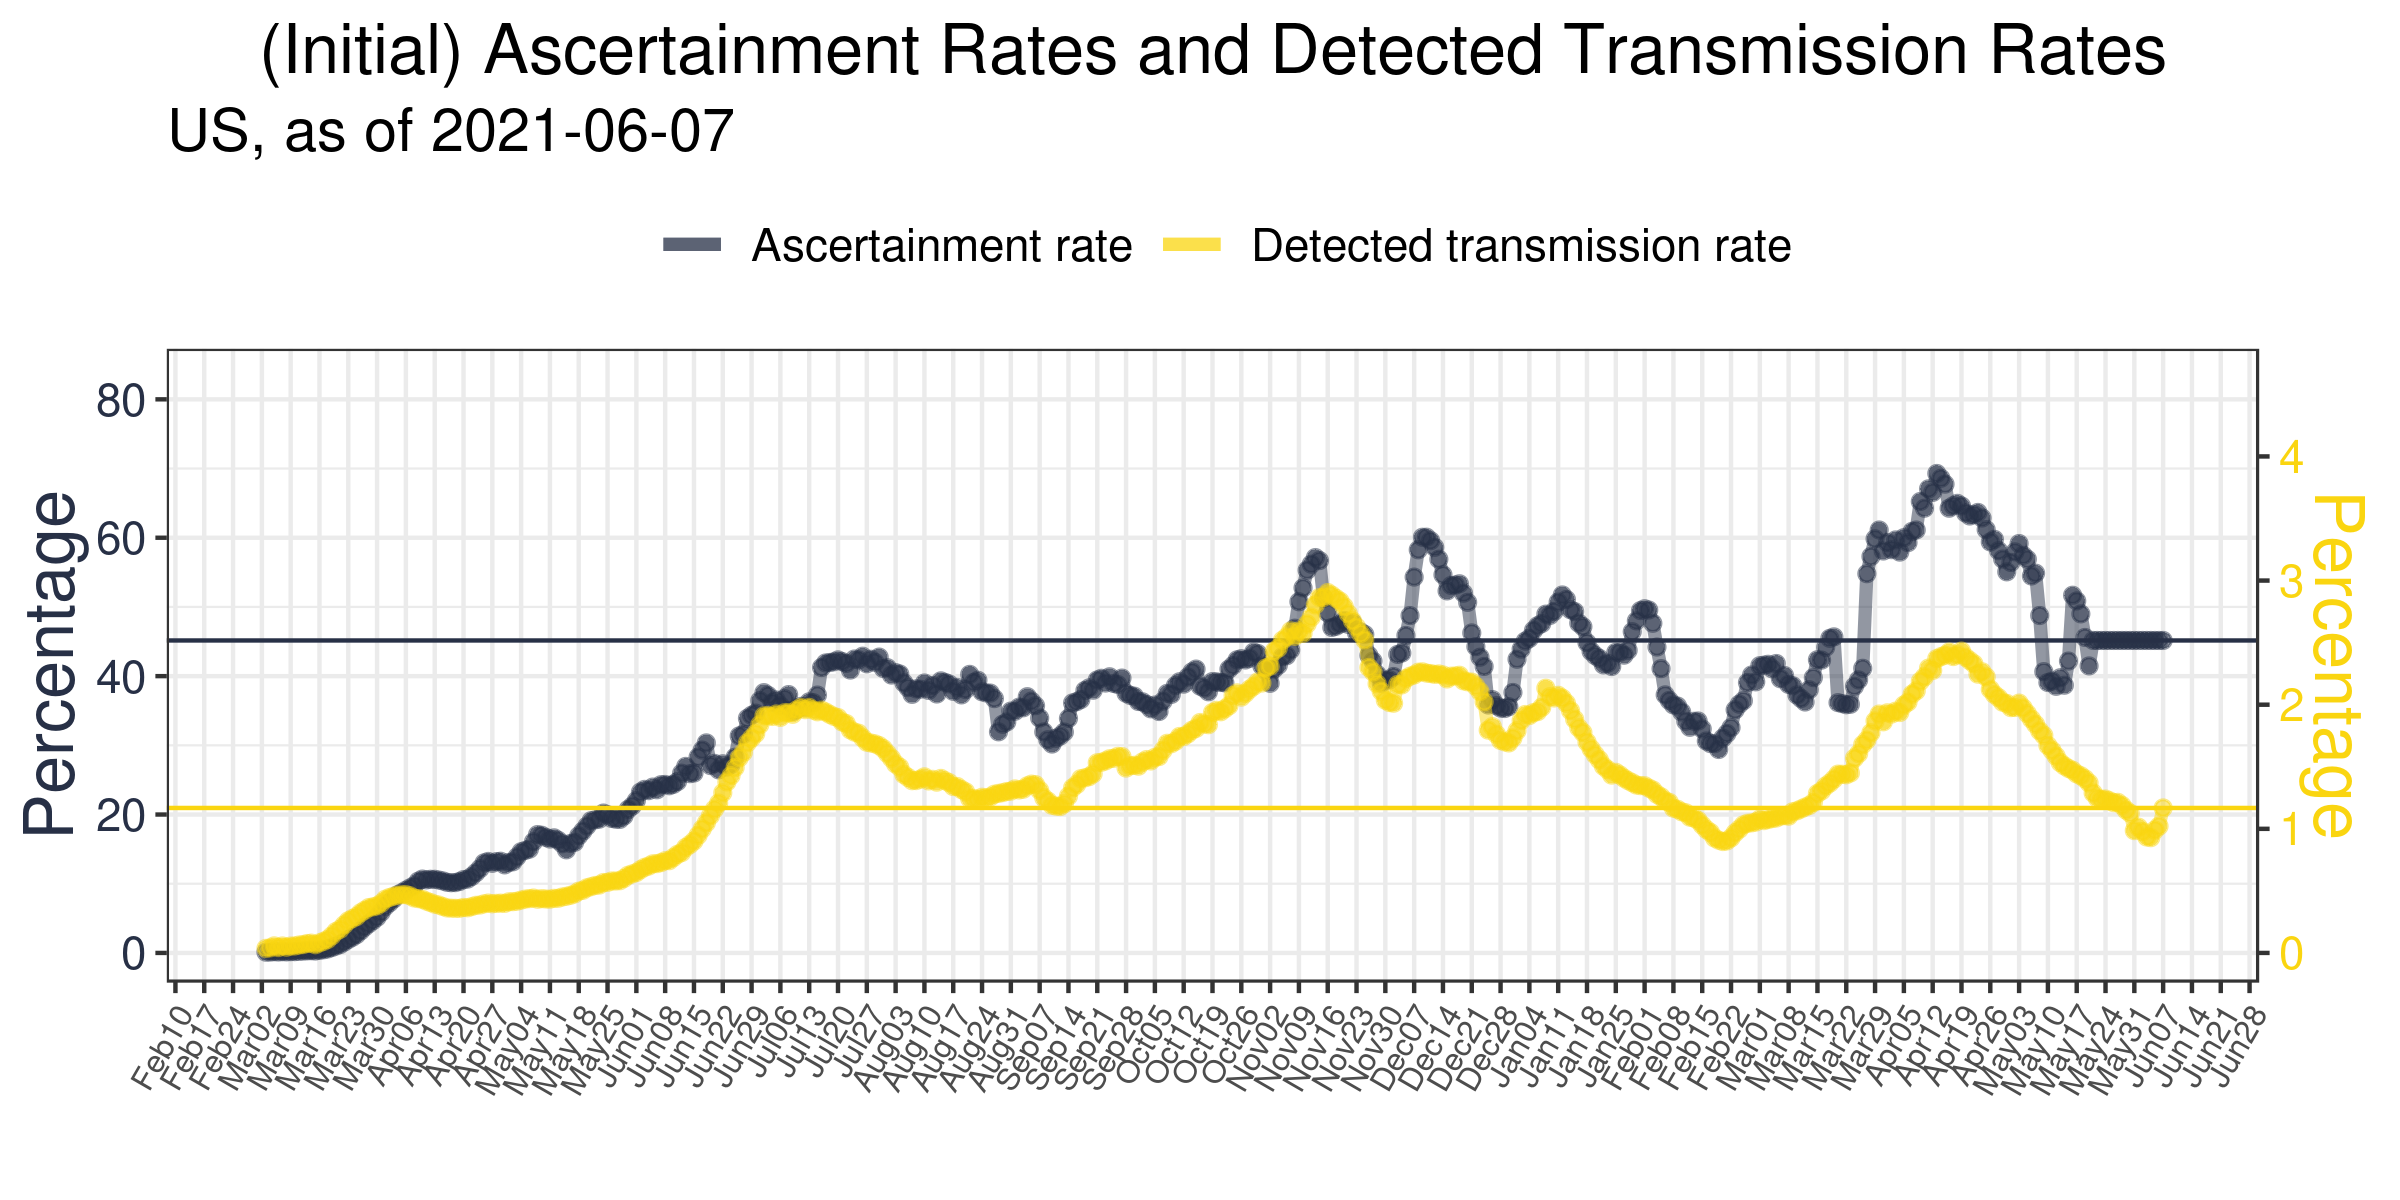 (Initial) Ascertainment Rates and Detected Transmission Rates
US, as of 2021-06-07
Ascertainment rate
Detected transmission rate
Percentage
80
60
40
20
0
4
3
2
1
0
Percentage
Feb10
Feb17
Feb24
Mar02
Mar09
Mar16
Mar23
Mar30
Apr06
Apr13
Apr20
Apr27
May04
May11
May18
May25
Jun01
Jun08
Jun15
Jun22
Jun29
Jul06
Jul13
Jul20
Jul27
Aug03
Aug10
Aug17
Aug24
Aug31
Sep07
Sep14
Sep21
Sep28
Oct05
Oct12
Oct19
Oct26
Nov02
Nov09
Nov16
Nov23
Nov30
Dec07
Dec14
Dec21
Dec28
Jan04
Jan11
Jan18
Jan25
Feb01
Feb08
Feb15
Feb22
Mar01
Mar08
Mar15
Mar22
Mar29
Apr05
Apr12
Apr19
Apr26
May03
May10
May17
May24
May31
Jun07
Jun14
Jun21
Jun28